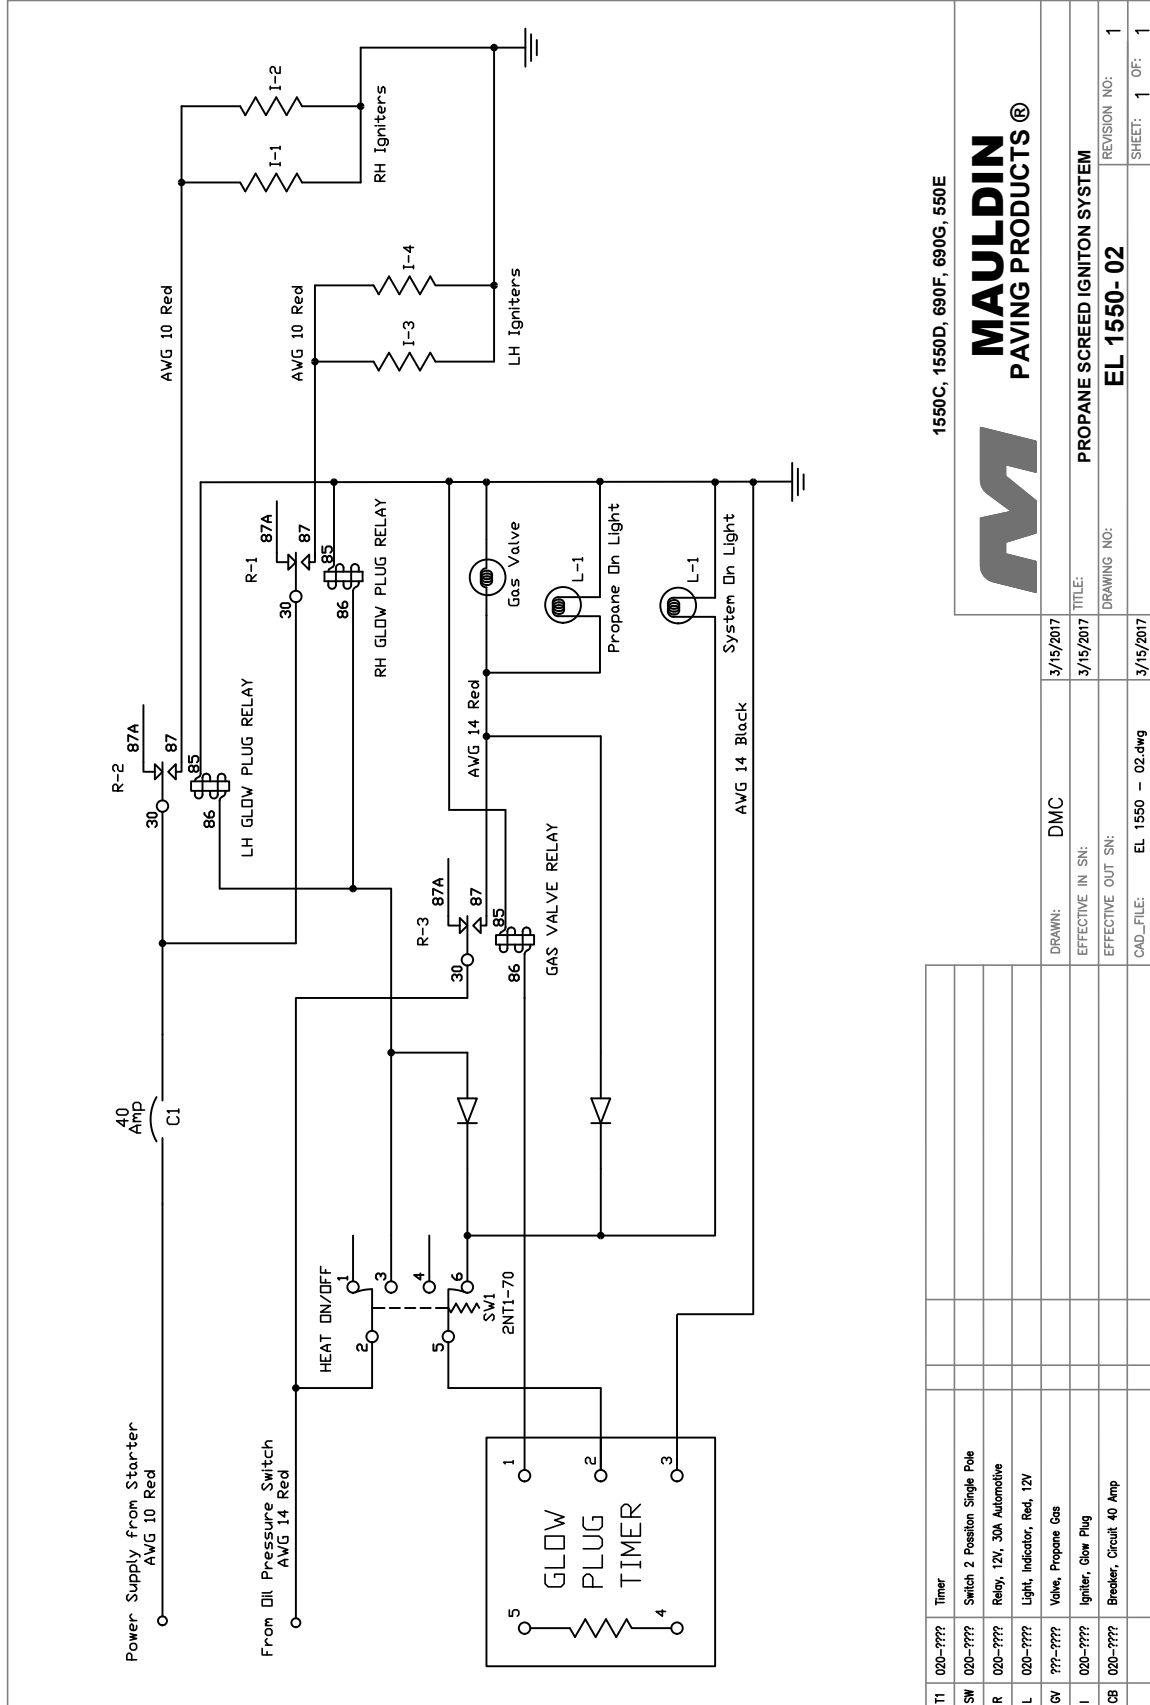 Power Supply from Starter
AWG 10 Red
From Oil Pressure Switch
AWG 14 Red
40
Amp
C1
HEAT ON/OFF
1
2
3
4
5
6
SW1
2NT1-70
R-2
87A
87
30
85
86
LH GLOW PLUG RELAY
R-1
87A
87
30
85
86
RH GLOW PLUG RELAY
R-3
87A
87
30
85
86
GAS VALVE RELAY
AWG 10 Red
AWG 10 Red
I-1
I-2
RH Igniters
I-3
I-4
LH Igniters
AWG 14 Red
Gas Valve
L-1
Propane On Light
L-1
System On Light
AWG 14 Black
GLOW
PLUG
TIMER
1
2
3
4
5
T1 020-???? Timer
SW 020-???? Switch 2 Possiton Single Pole
R 020-???? Relay, 12V, 30A Automotive
L 020-???? Light, Indicator, Red, 12V
GV ???-???? Valve, Propane Gas
I 020-???? Igniter, Glow Plug
CB 020-???? Breaker, Circuit 40 Amp
1550C, 1550D, 690F, 690G, 550E
MAULDIN
PAVING PRODUCTS ®
DRAWN: DMC 3/15/2017
EFFECTIVE IN SN: 3/15/2017
EFFECTIVE OUT SN:
CAD_FILE: EL 1550 - 02.dwg 3/15/2017
TITLE: PROPANE SCREED IGNITON SYSTEM
DRAWING NO: EL 1550- 02
REVISION NO: 1
SHEET: 1 OF: 1